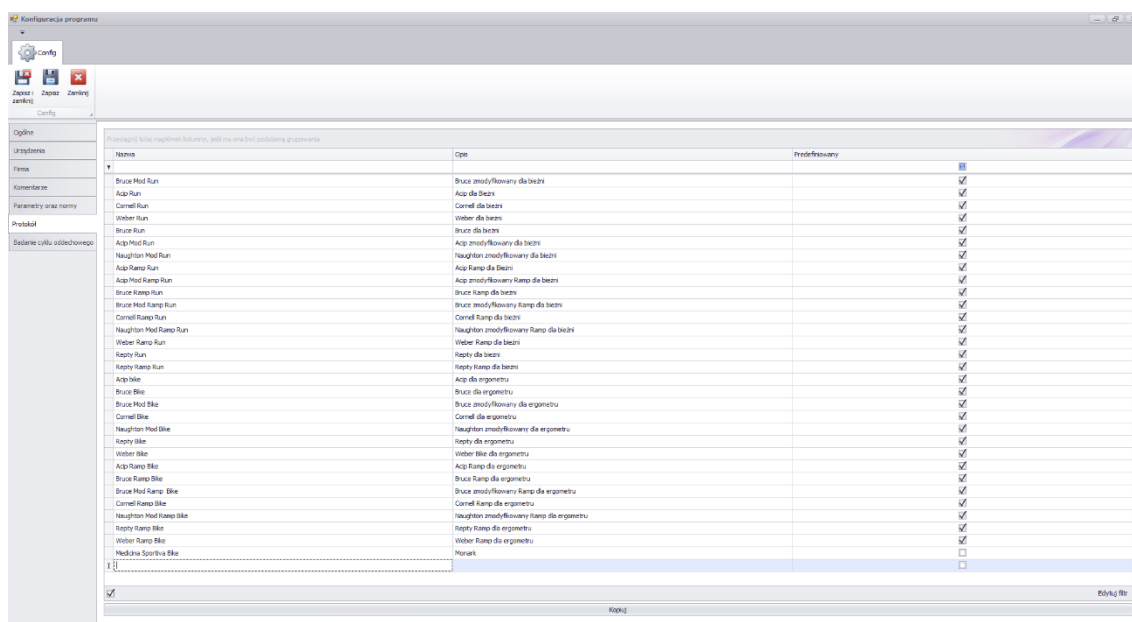 Konfiguracja programu
Config
Zapisz i zamknij Zapisz Zamknij
Config
Ogólne
Urządzenia
Firma
Komentarze
Parametry oraz normy
Protokół
Badanie cyklu oddechowego
Przeciągnij tutaj nagłówek kolumny, jeśli ma ona być podstawą grupowania
Nazwa Opis Predefiniowany
Bruce Mod Run Bruce zmodyfikowany dla bieżni
Acip Run Acip dla Bieżni
Cornell Run Cornell dla bieżni
Weber Run Weber dla bieżni
Bruce Run Bruce dla bieżni
Acip Mod Run Acip zmodyfikowany dla bieżni
Naughton Mod Run Naughton zmodyfikowany dla bieżni
Acip Ramp Run Acip Ramp dla Bieżni
Acip Mod Ramp Run Acip zmodyfikowany Ramp dla bieżni
Bruce Ramp Run Bruce Ramp dla bieżni
Bruce Mod Ramp Run Bruce zmodyfikowany Ramp dla bieżni
Cornell Ramp Run Cornell Ramp dla bieżni
Naughton Mod Ramp Run Naughton zmodyfikowany Ramp dla bieżni
Weber Ramp Run Weber Ramp dla bieżni
Repty Run Repty dla bieżni
Repty Ramp Run Repty Ramp dla bieżni
Acip bike Acip dla ergometru
Bruce Bike Bruce dla ergometru
Bruce Mod Bike Bruce zmodyfikowany dla ergometru
Cornell Bike Cornell dla ergometru
Naughton Mod Bike Naughton zmodyfikowany dla ergometru
Repty Bike Repty dla ergometru
Weber Bike Weber Bike dla ergometru
Acip Ramp Bike Acip Ramp dla ergometru
Bruce Ramp Bike Bruce Ramp dla ergometru
Bruce Mod Ramp Bike Bruce zmodyfikowany Ramp dla ergometru
Cornell Ramp Bike Cornell Ramp dla ergometru
Naughton Mod Ramp Bike Naughton zmodyfikowany Ramp dla ergometru
Repty Ramp Bike Repty Ramp dla ergometru
Weber Ramp Bike Weber Ramp dla ergometru
Medicina Sportiva Bike Monark
Edytuj filtr
Kopiuj